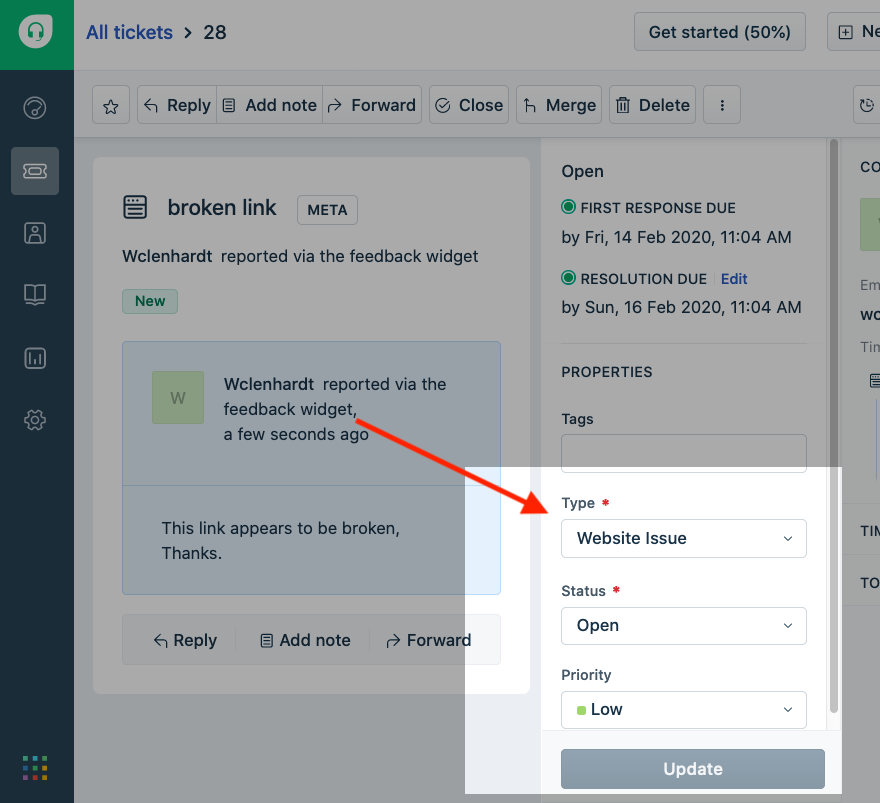 All tickets > 28
Get started (50%)
Ne
Reply
Add note
Forward
Close
Merge
Delete
broken link
META
Wclenhardt reported via the feedback widget
New
W
Wclenhardt reported via the
feedback widget,
a few seconds ago
This link appears to be broken,
Thanks.
Reply
Add note
Forward
Open
FIRST RESPONSE DUE
by Fri, 14 Feb 2020, 11:04 AM
RESOLUTION DUE
Edit
by Sun, 16 Feb 2020, 11:04 AM
PROPERTIES
Tags
Type *
Website Issue
Status *
Open
Priority
Low
Update
CO
Em
wc
Tim
TIM
TO